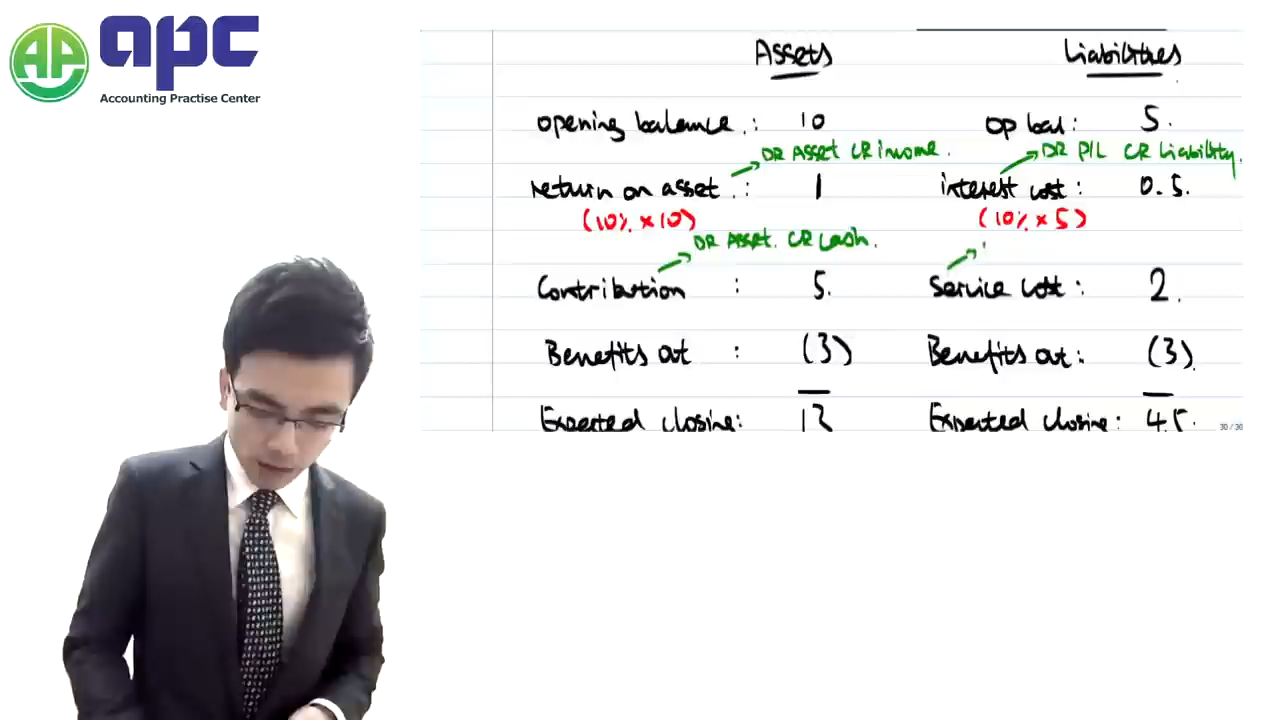 AP apc
Accounting Practise Center
Assets Liabilities
opening balance : 10 op bal : 5.
DR Asset CR income. DR P/L CR Liability.
return on asset : 1 interest cost : 0.5.
(10% × 10) (10% × 5)
DR Asset. CR Cash.
Contribution : 5. Service cost : 2.
Benefits out : (3) Benefits out : (3).
Expected closing: 13 Expected closing : 4.5.
30 / 30